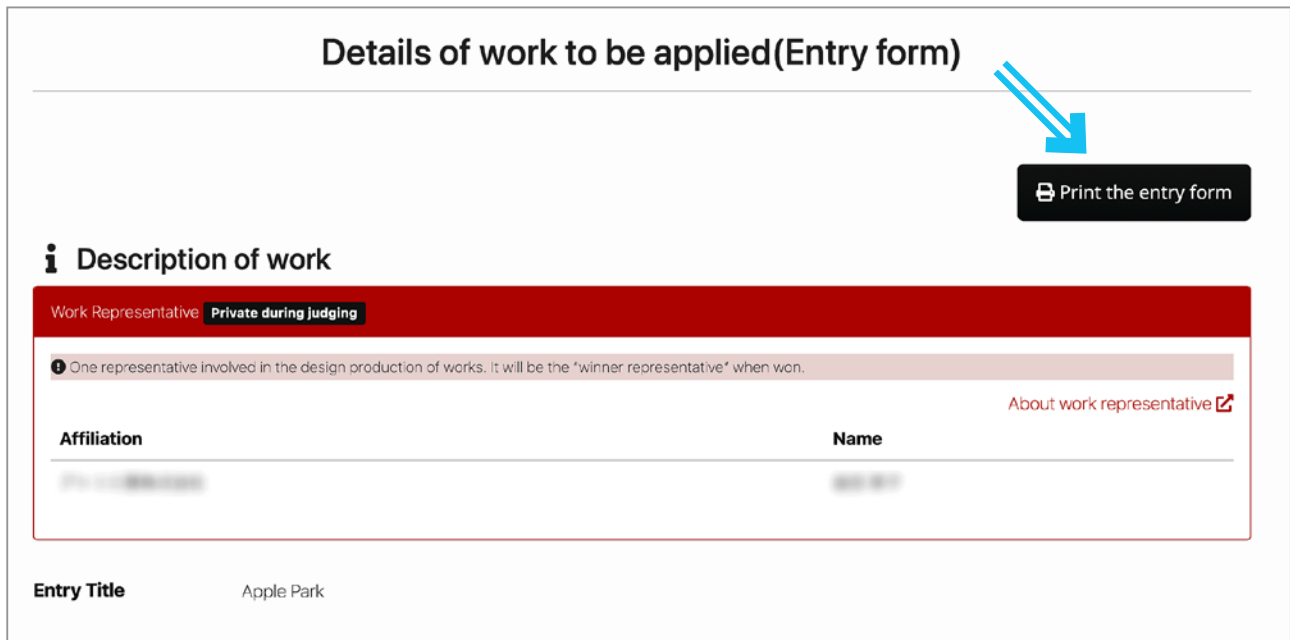 Details of work to be applied(Entry form)
Print the entry form
Description of work
Work Representative Private during judging
One representative involved in the design production of works. It will be the "winner representative" when won.
About work representative
Affiliation Name
Entry Title Apple Park